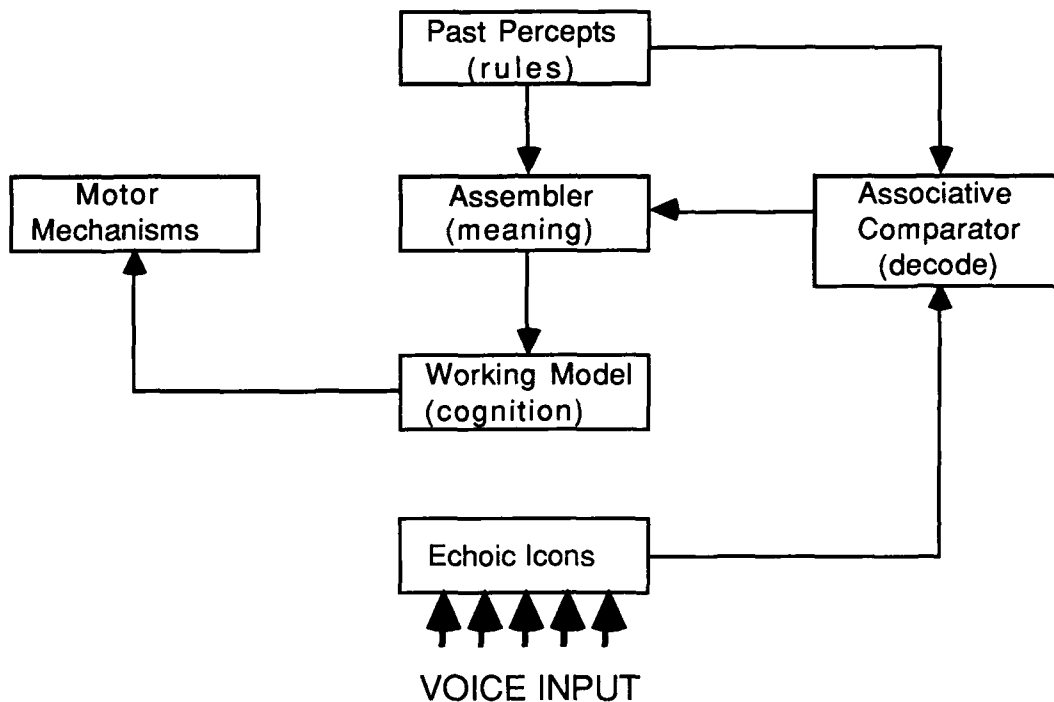 Past Percepts
(rules)
Motor
Mechanisms
Assembler
(meaning)
Associative
Comparator
(decode)
Working Model
(cognition)
Echoic Icons
VOICE INPUT